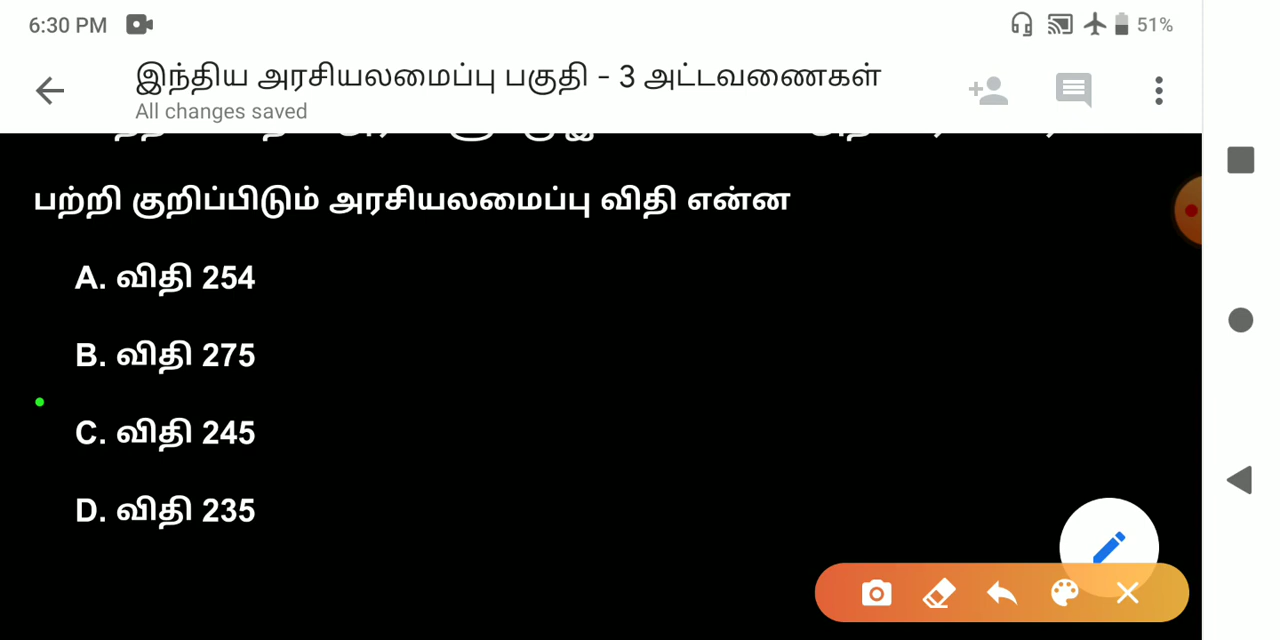 6:30 PM
51%
இந்திய அரசியலமைப்பு பகுதி - 3 அட்டவணைகள்
All changes saved
பற்றி குறிப்பிடும் அரசியலமைப்பு விதி என்ன
A. விதி 254
B. விதி 275
C. விதி 245
D. விதி 235